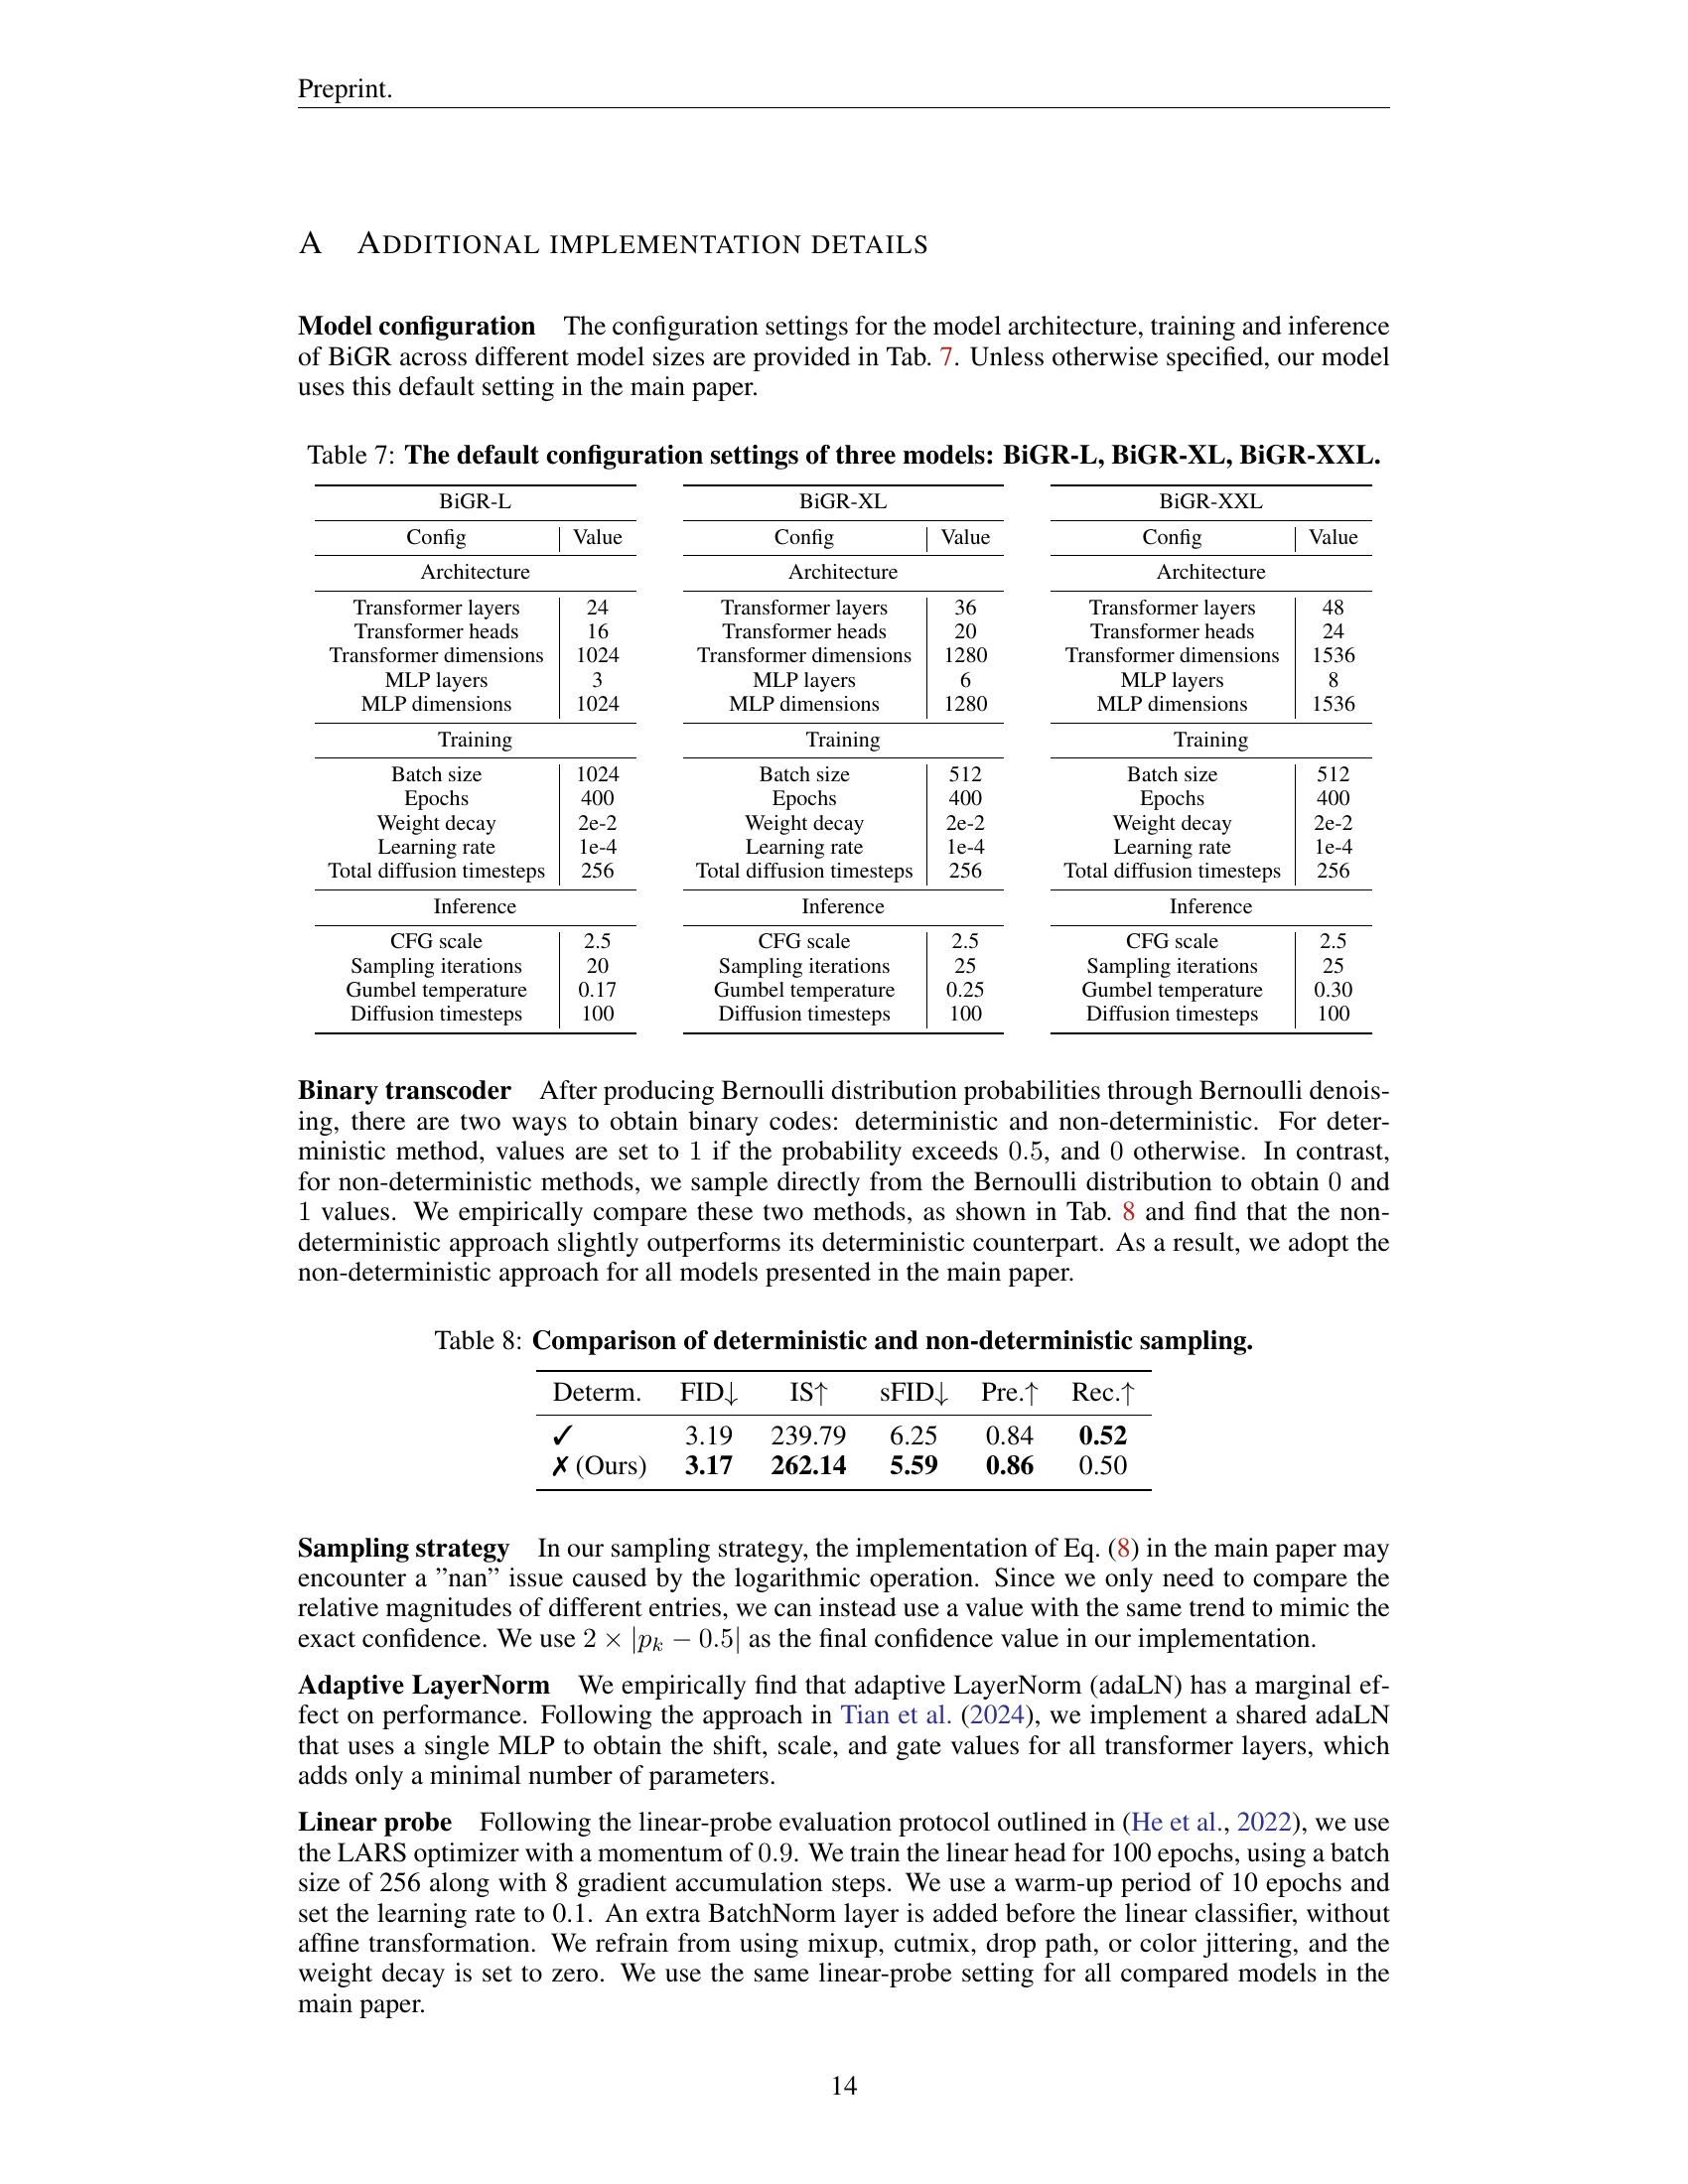 Preprint.
A ADDITIONAL IMPLEMENTATION DETAILS
Model configuration The configuration settings for the model architecture, training and inference
of BiGR across different model sizes are provided in Tab. 7. Unless otherwise specified, our model
uses this default setting in the main paper.
Table 7: The default configuration settings of three models: BiGR-L, BiGR-XL, BiGR-XXL.
BiGR-L
Config Value
Architecture
Transformer layers 24
Transformer heads 16
Transformer dimensions 1024
MLP layers 3
MLP dimensions 1024
Training
Batch size 1024
Epochs 400
Weight decay 2e-2
Learning rate 1e-4
Total diffusion timesteps 256
Inference
CFG scale 2.5
Sampling iterations 20
Gumbel temperature 0.17
Diffusion timesteps 100
BiGR-XL
Config Value
Architecture
Transformer layers 36
Transformer heads 20
Transformer dimensions 1280
MLP layers 6
MLP dimensions 1280
Training
Batch size 512
Epochs 400
Weight decay 2e-2
Learning rate 1e-4
Total diffusion timesteps 256
Inference
CFG scale 2.5
Sampling iterations 25
Gumbel temperature 0.25
Diffusion timesteps 100
BiGR-XXL
Config Value
Architecture
Transformer layers 48
Transformer heads 24
Transformer dimensions 1536
MLP layers 8
MLP dimensions 1536
Training
Batch size 512
Epochs 400
Weight decay 2e-2
Learning rate 1e-4
Total diffusion timesteps 256
Inference
CFG scale 2.5
Sampling iterations 25
Gumbel temperature 0.30
Diffusion timesteps 100
Binary transcoder After producing Bernoulli distribution probabilities through Bernoulli denois-
ing, there are two ways to obtain binary codes: deterministic and non-deterministic. For deter-
ministic method, values are set to 1 if the probability exceeds 0.5, and 0 otherwise. In contrast,
for non-deterministic methods, we sample directly from the Bernoulli distribution to obtain 0 and
1 values. We empirically compare these two methods, as shown in Tab. 8 and find that the non-
deterministic approach slightly outperforms its deterministic counterpart. As a result, we adopt the
non-deterministic approach for all models presented in the main paper.
Table 8: Comparison of deterministic and non-deterministic sampling.
Determ. FID↓ IS↑ sFID↓ Pre.↑ Rec.↑
✓ 3.19 239.79 6.25 0.84 0.52
✗ (Ours) 3.17 262.14 5.59 0.86 0.50
Sampling strategy In our sampling strategy, the implementation of Eq. (8) in the main paper may
encounter a ”nan” issue caused by the logarithmic operation. Since we only need to compare the
relative magnitudes of different entries, we can instead use a value with the same trend to mimic the
exact confidence. We use 2 × |pk − 0.5| as the final confidence value in our implementation.
Adaptive LayerNorm We empirically find that adaptive LayerNorm (adaLN) has a marginal ef-
fect on performance. Following the approach in Tian et al. (2024), we implement a shared adaLN
that uses a single MLP to obtain the shift, scale, and gate values for all transformer layers, which
adds only a minimal number of parameters.
Linear probe Following the linear-probe evaluation protocol outlined in (He et al., 2022), we use
the LARS optimizer with a momentum of 0.9. We train the linear head for 100 epochs, using a batch
size of 256 along with 8 gradient accumulation steps. We use a warm-up period of 10 epochs and
set the learning rate to 0.1. An extra BatchNorm layer is added before the linear classifier, without
affine transformation. We refrain from using mixup, cutmix, drop path, or color jittering, and the
weight decay is set to zero. We use the same linear-probe setting for all compared models in the
main paper.
14